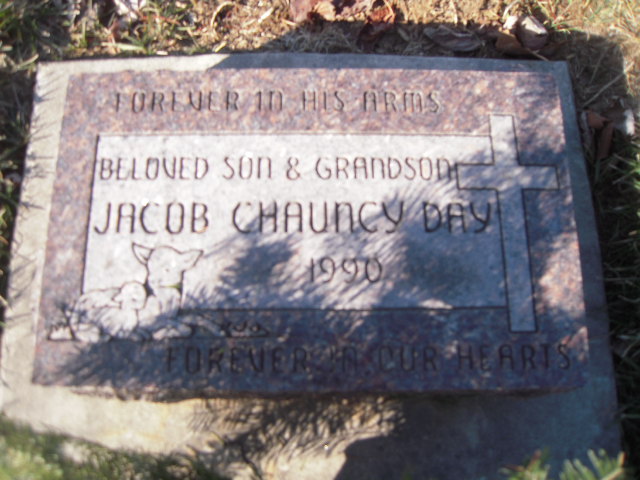 FOREVER IN HIS ARMS
BELOVED SON & GRANDSON
JACOB CHAUNCY DAY
1990
FOREVER IN OUR HEARTS